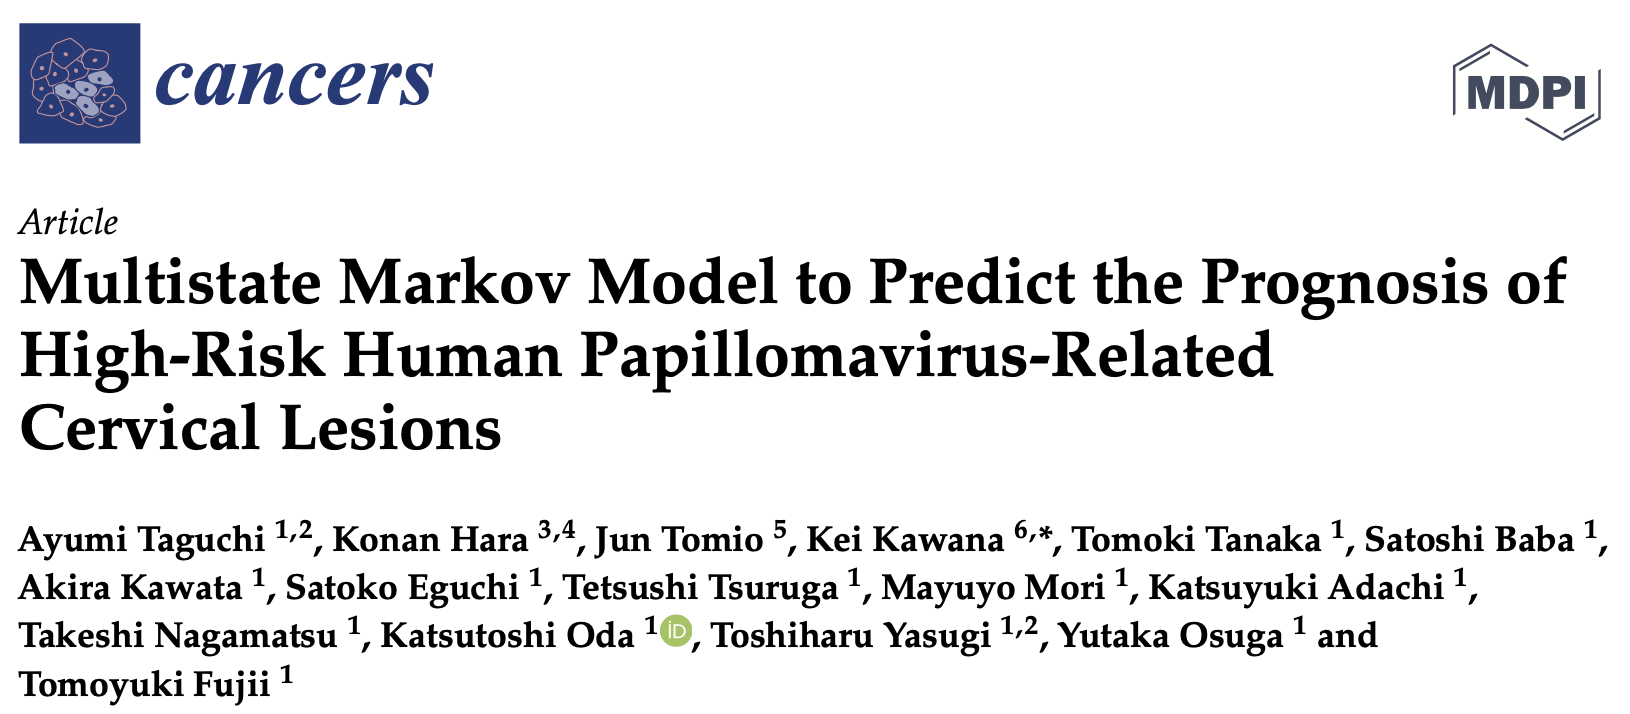 cancers
MDPI
Article
Multistate Markov Model to Predict the Prognosis of
High-Risk Human Papillomavirus-Related
Cervical Lesions
Ayumi Taguchi 1,2, Konan Hara 3,4, Jun Tomio 5, Kei Kawana 6,*, Tomoki Tanaka 1, Satoshi Baba 1,
Akira Kawata 1, Satoko Eguchi 1, Tetsushi Tsuruga 1, Mayuyo Mori 1, Katsuyuki Adachi 1,
Takeshi Nagamatsu 1, Katsutoshi Oda 1 iD, Toshiharu Yasugi 1,2, Yutaka Osuga 1 and
Tomoyuki Fujii 1